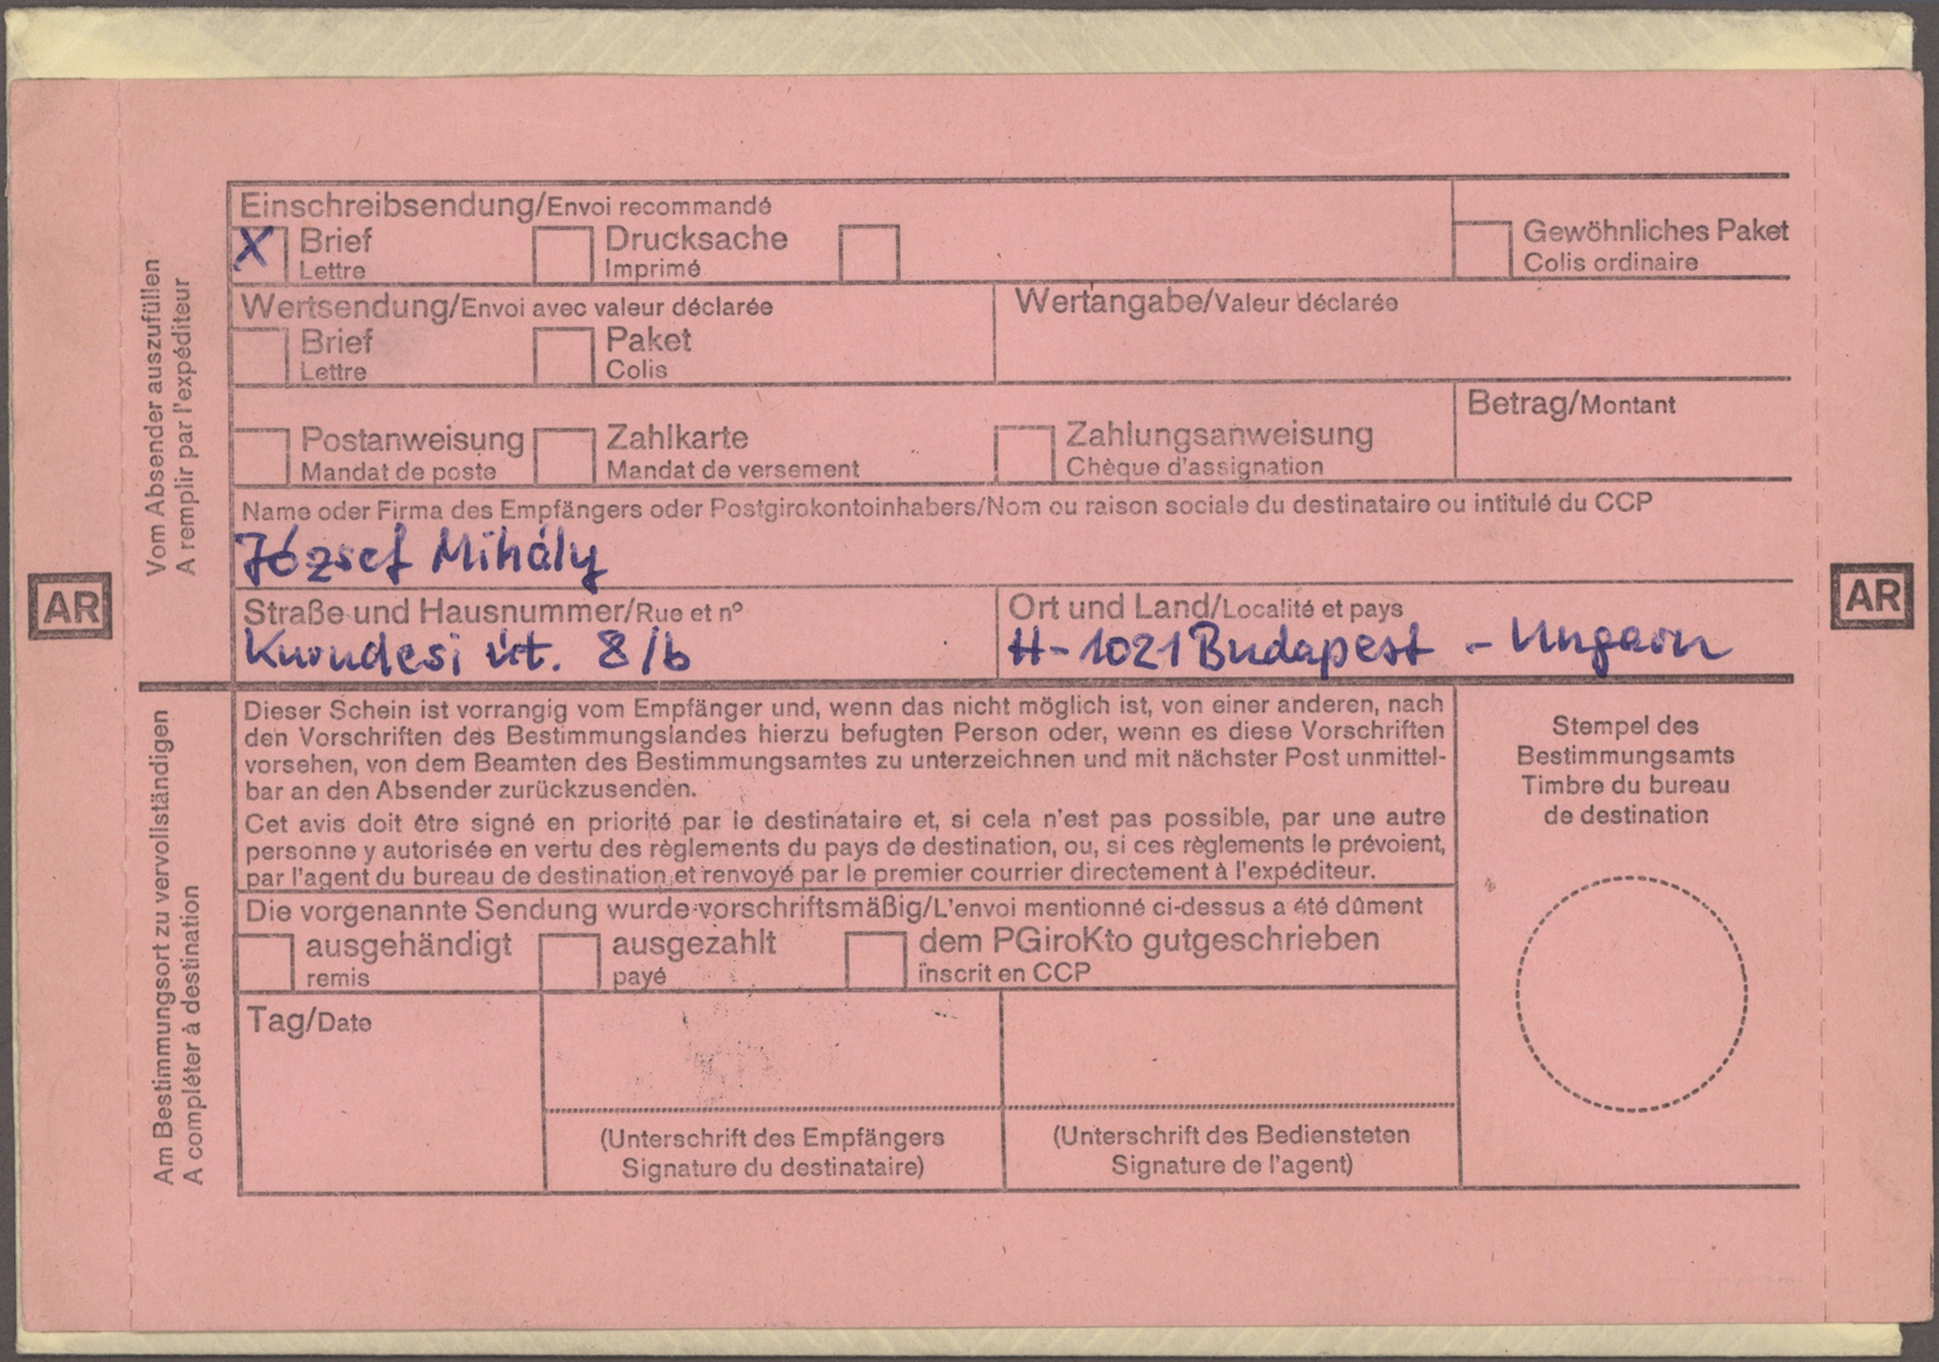 Einschreibsendung/Envoi recommandé
X Brief Drucksache Gewöhnliches Paket
Lettre Imprimé Colis ordinaire
Wertsendung/Envoi avec valeur déclarée Wertangabe/Valeur déclarée
Brief Paket
Lettre Colis
Betrag/Montant
Postanweisung Zahlkarte Zahlungsanweisung
Mandat de poste Mandat de versement Chèque d'assignation
Name oder Firma des Empfängers oder Postgirokontoinhabers/Nom ou raison sociale du destinataire ou intitulé du CCP
József Mihály
Straße und Hausnummer/Rue et nº Ort und Land/Localité et pays
út. 8/b H-1021 Budapest - Ungarn
Vom Absender auszufüllen
A remplir par l'expéditeur
AR
AR
Dieser Schein ist vorrangig vom Empfänger und, wenn das nicht möglich ist, von einer anderen, nach
den Vorschriften des Bestimmungslandes hierzu befugten Person oder, wenn es diese Vorschriften
vorsehen, von dem Beamten des Bestimmungsamtes zu unterzeichnen und mit nächster Post unmittel-
bar an den Absender zurückzusenden.
Cet avis doit être signé en priorité par le destinataire et, si cela n'est pas possible, par une autre
personne y autorisée en vertu des règlements du pays de destination, ou, si ces règlements le prévoient,
par l'agent du bureau de destination et renvoyé par le premier courrier directement à l'expéditeur.
Stempel des
Bestimmungsamts
Timbre du bureau
de destination
Die vorgenannte Sendung wurde vorschriftsmäßig/L'envoi mentionné ci-dessus a été dûment
ausgehändigt ausgezahlt dem PGiroKto gutgeschrieben
remis payé inscrit en CCP
Tag/Date
(Unterschrift des Empfängers (Unterschrift des Bediensteten
Signature du destinataire) Signature de l'agent)
Am Bestimmungsort zu vervollständigen
A compléter à destination